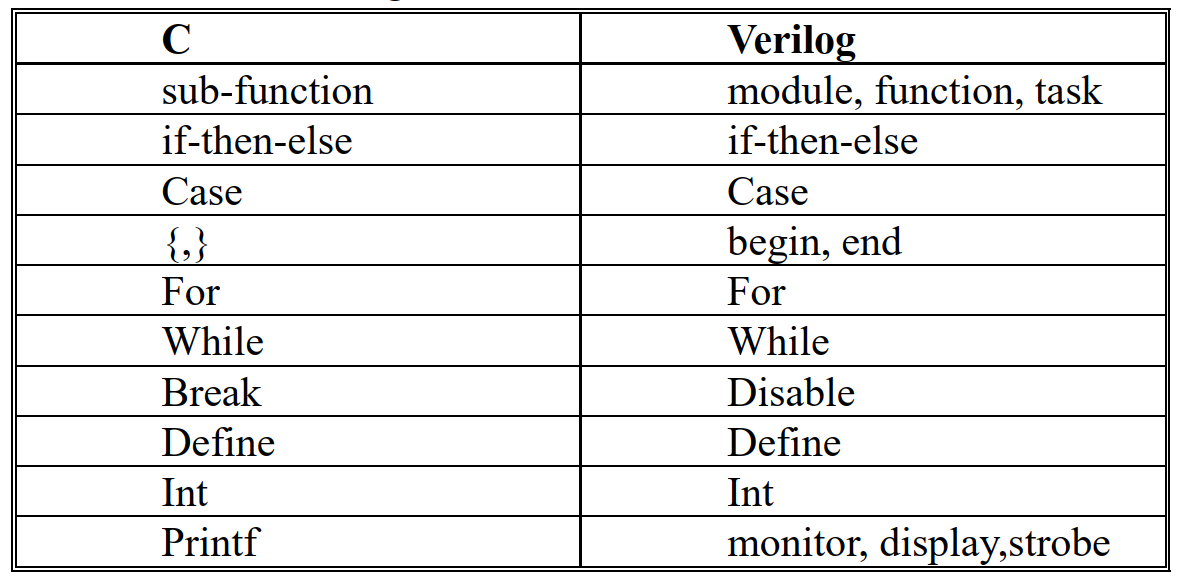 C Verilog
sub-function module, function, task
if-then-else if-then-else
Case Case
{,} begin, end
For For
While While
Break Disable
Define Define
Int Int
Printf monitor, display,strobe